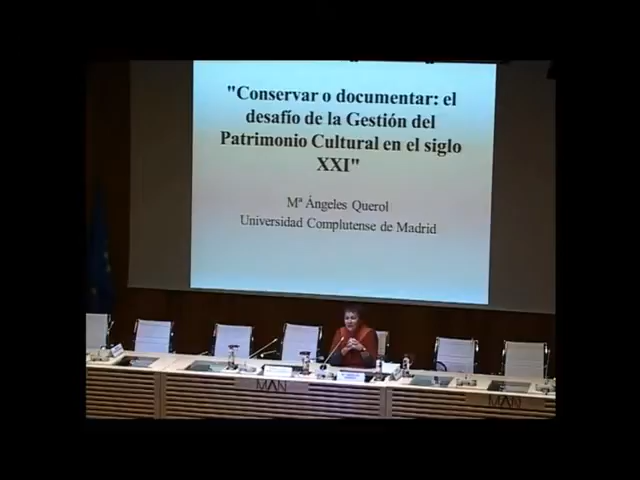 "Conservar o documentar: el
desafío de la Gestión del
Patrimonio Cultural en el siglo
XXI"
Mª Ángeles Querol
Universidad Complutense de Madrid
MAN
MAN